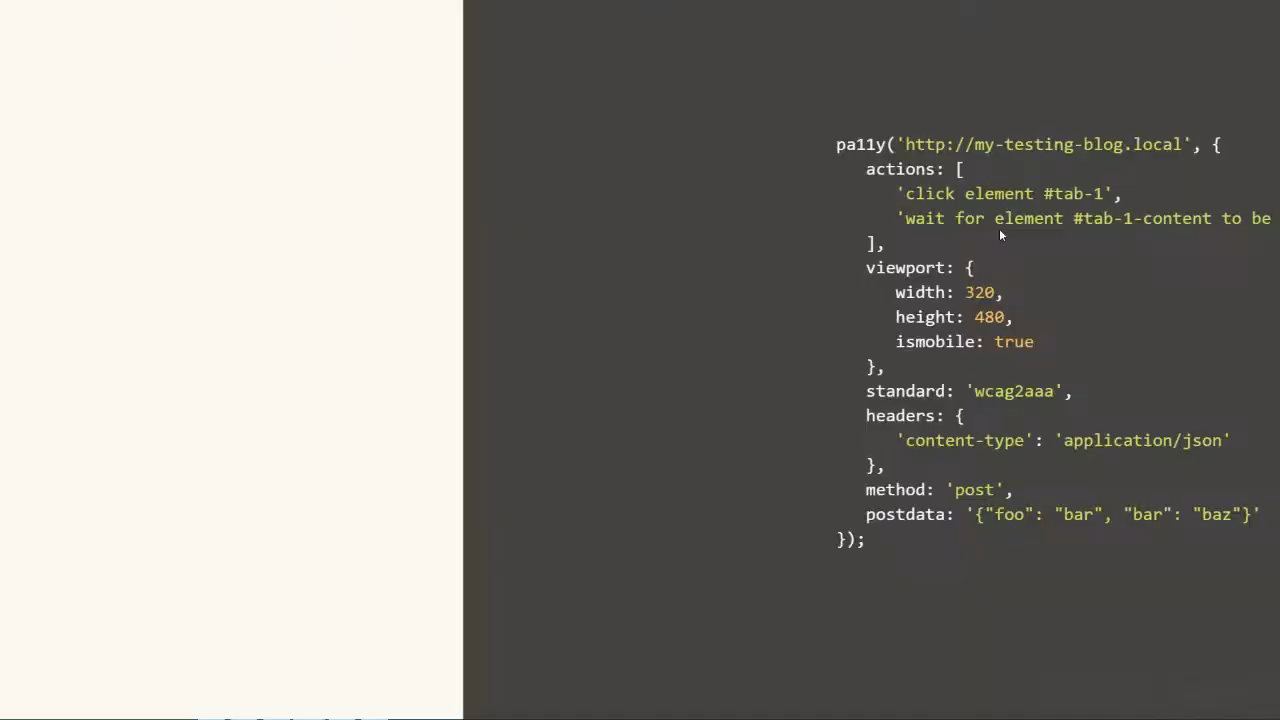 pa11y('http://my-testing-blog.local', {
actions: [
'click element #tab-1',
'wait for element #tab-1-content to be
],
viewport: {
width: 320,
height: 480,
ismobile: true
},
standard: 'wcag2aaa',
headers: {
'content-type': 'application/json'
},
method: 'post',
postdata: '{"foo": "bar", "bar": "baz"}'
});